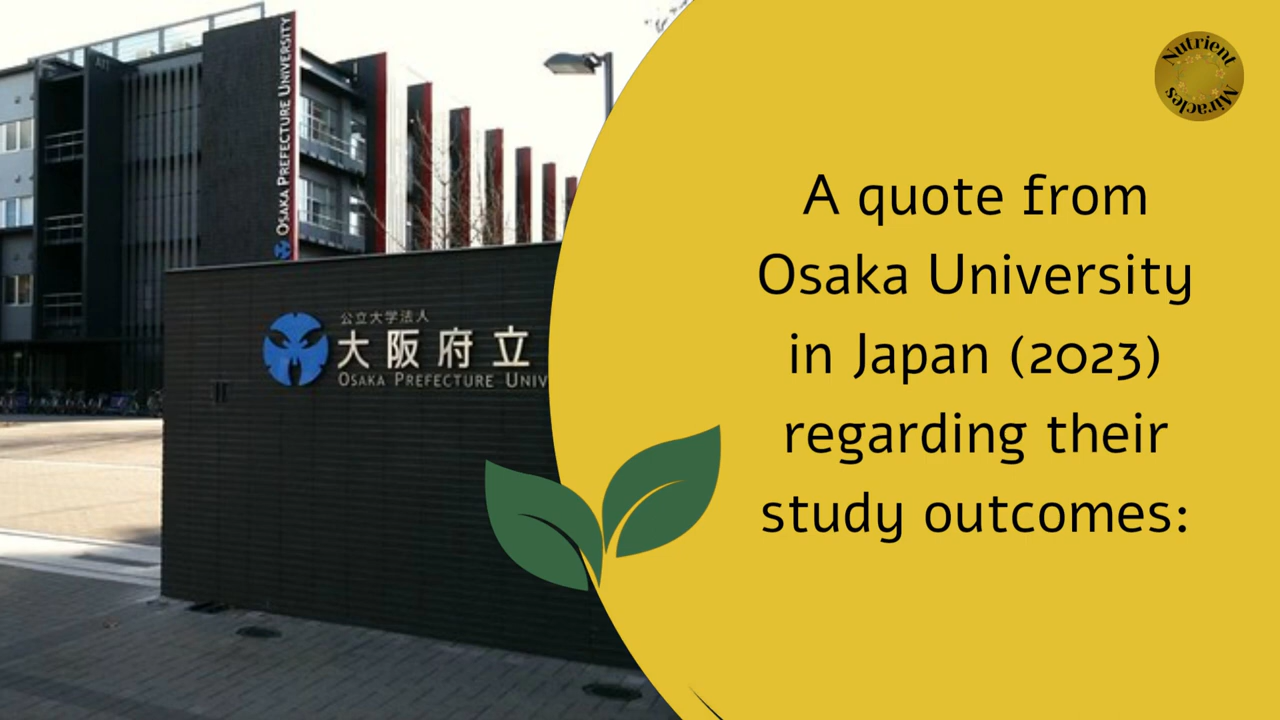 OSAKA PREFECTURE UNIVERSITY
公立大学法人
大阪府立
OSAKA PREFECTURE UNIV
Nutrient
Miracles
A quote from
Osaka University
in Japan (2023)
regarding their
study outcomes: